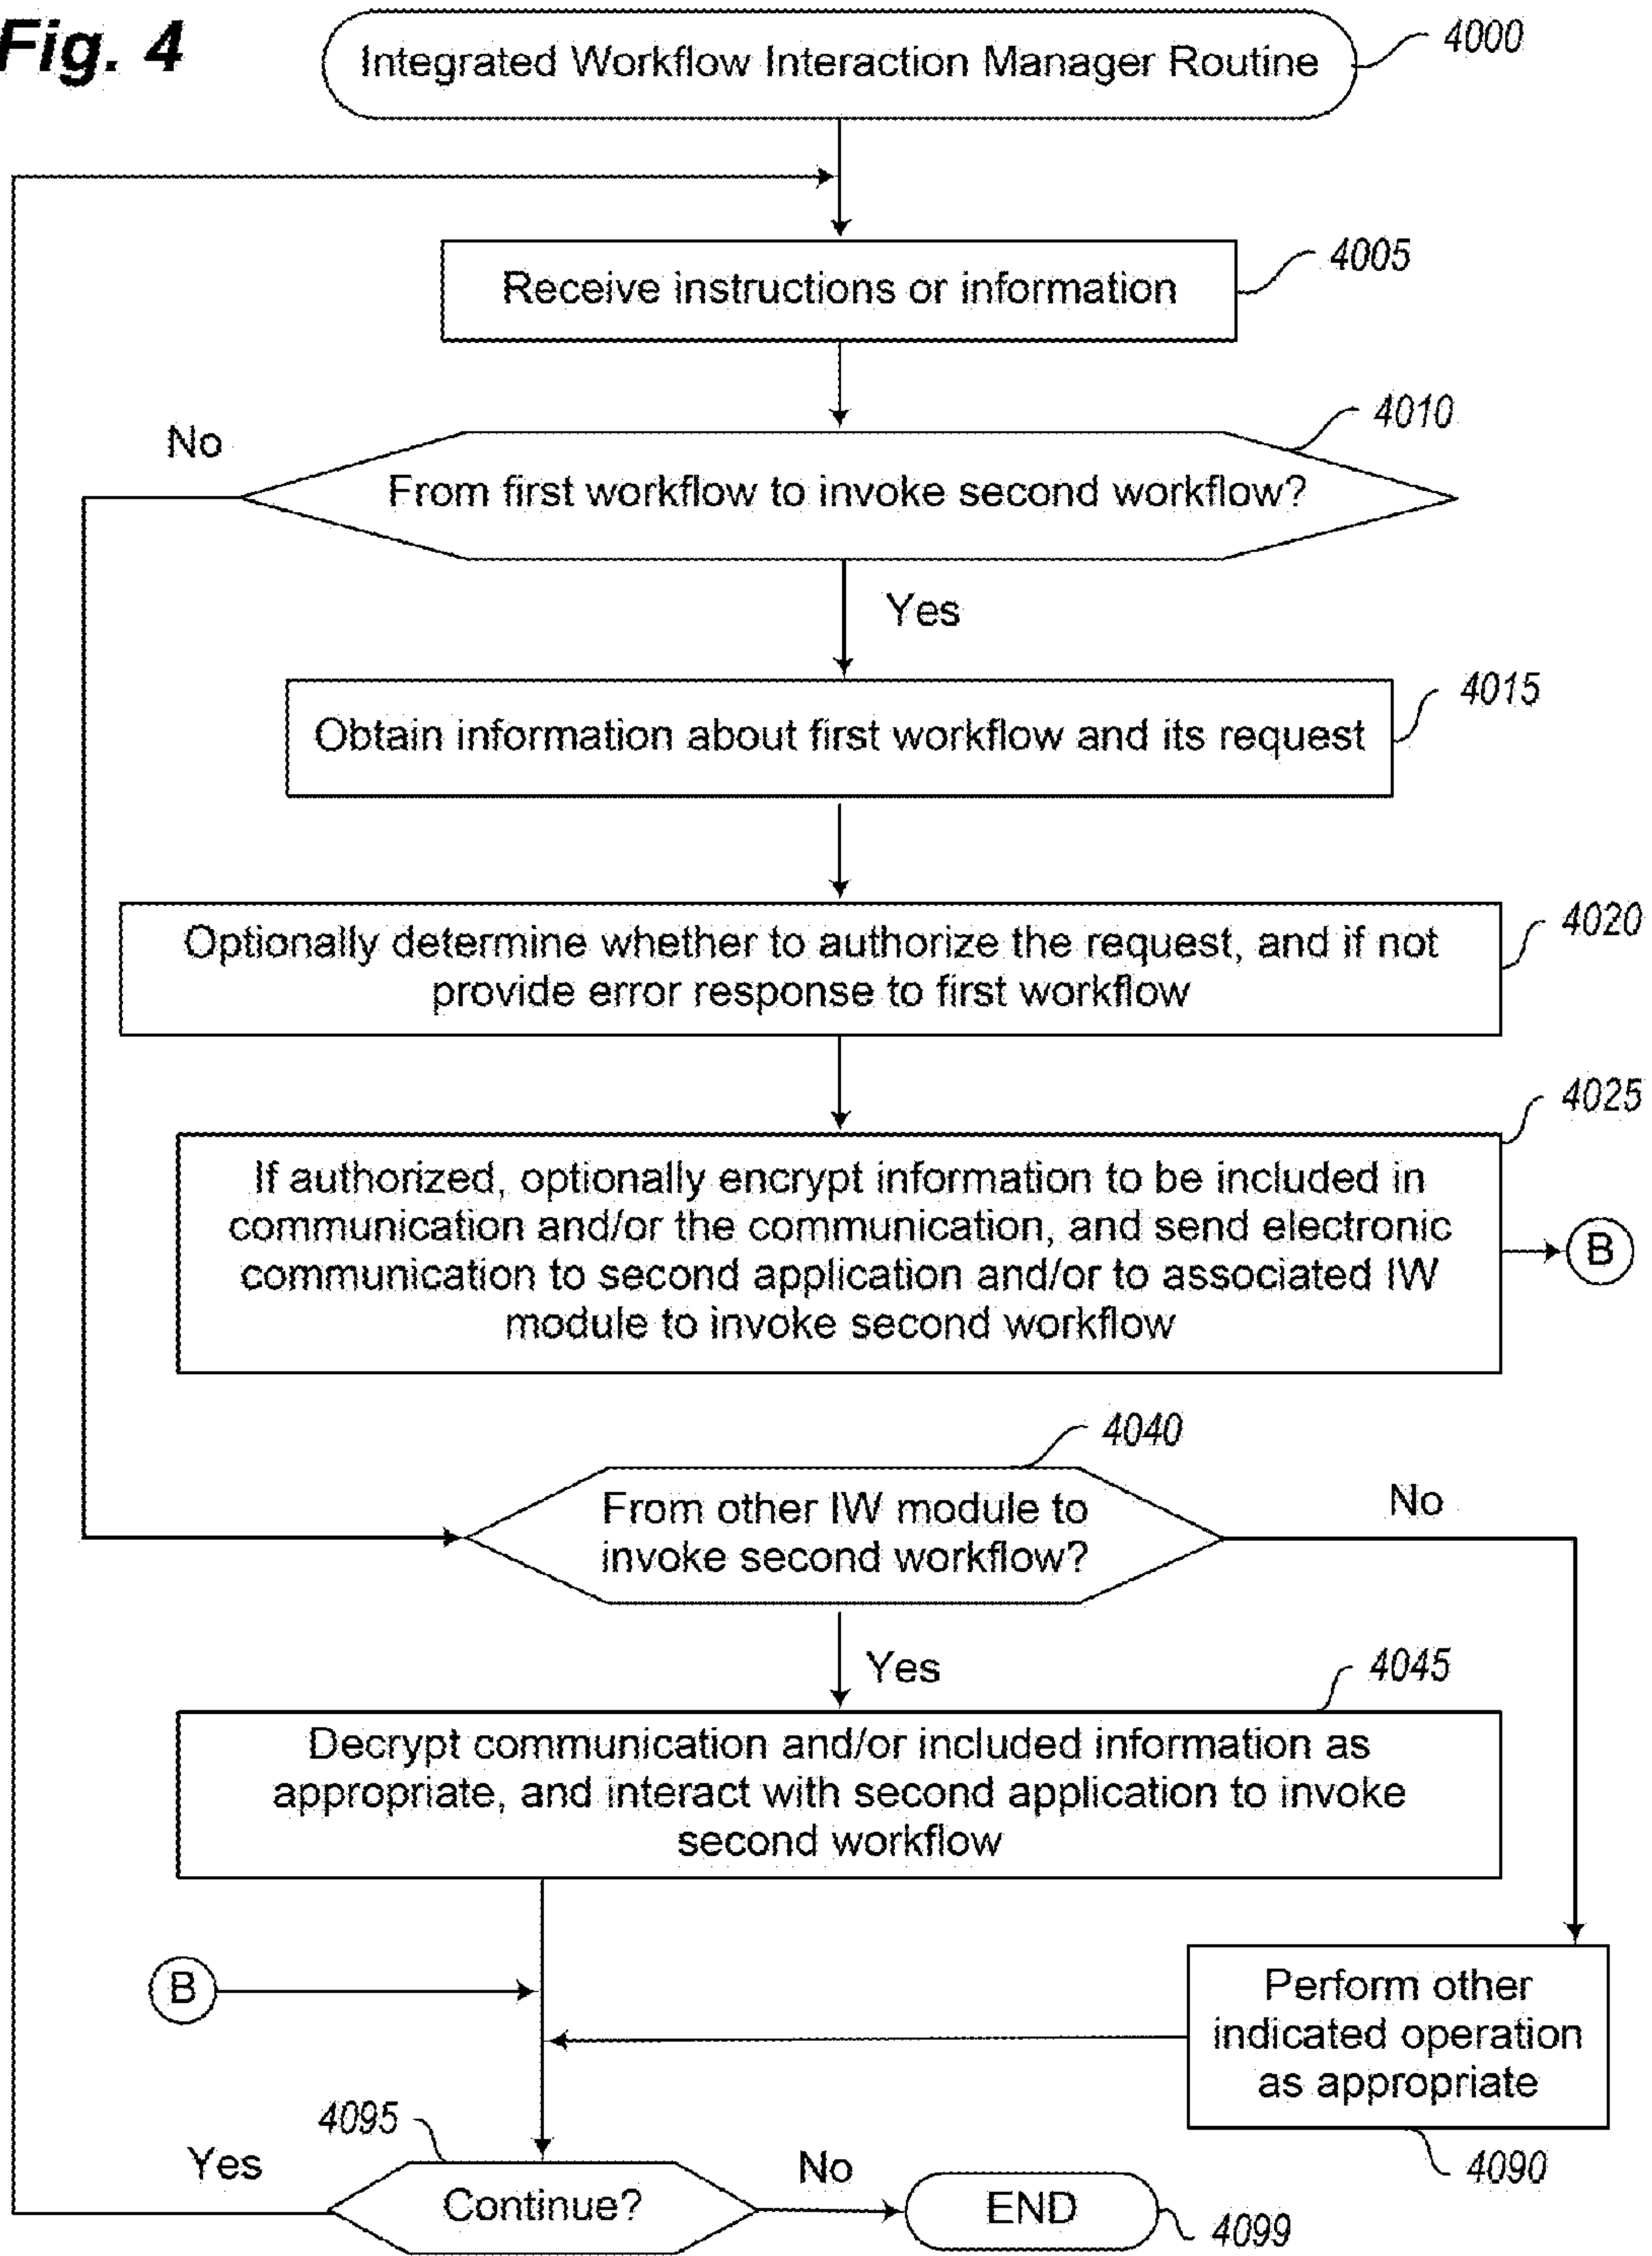 Fig. 4
Integrated Workflow Interaction Manager Routine
4000
Receive instructions or information
4005
From first workflow to invoke second workflow?
4010
No
Yes
Obtain information about first workflow and its request
4015
Optionally determine whether to authorize the request, and if not
provide error response to first workflow
4020
If authorized, optionally encrypt information to be included in
communication and/or the communication, and send electronic
communication to second application and/or to associated IW
module to invoke second workflow
4025
B
From other IW module to
invoke second workflow?
4040
No
Yes
Decrypt communication and/or included information as
appropriate, and interact with second application to invoke
second workflow
4045
B
Perform other
indicated operation
as appropriate
4090
Continue?
4095
Yes
No
END
4099